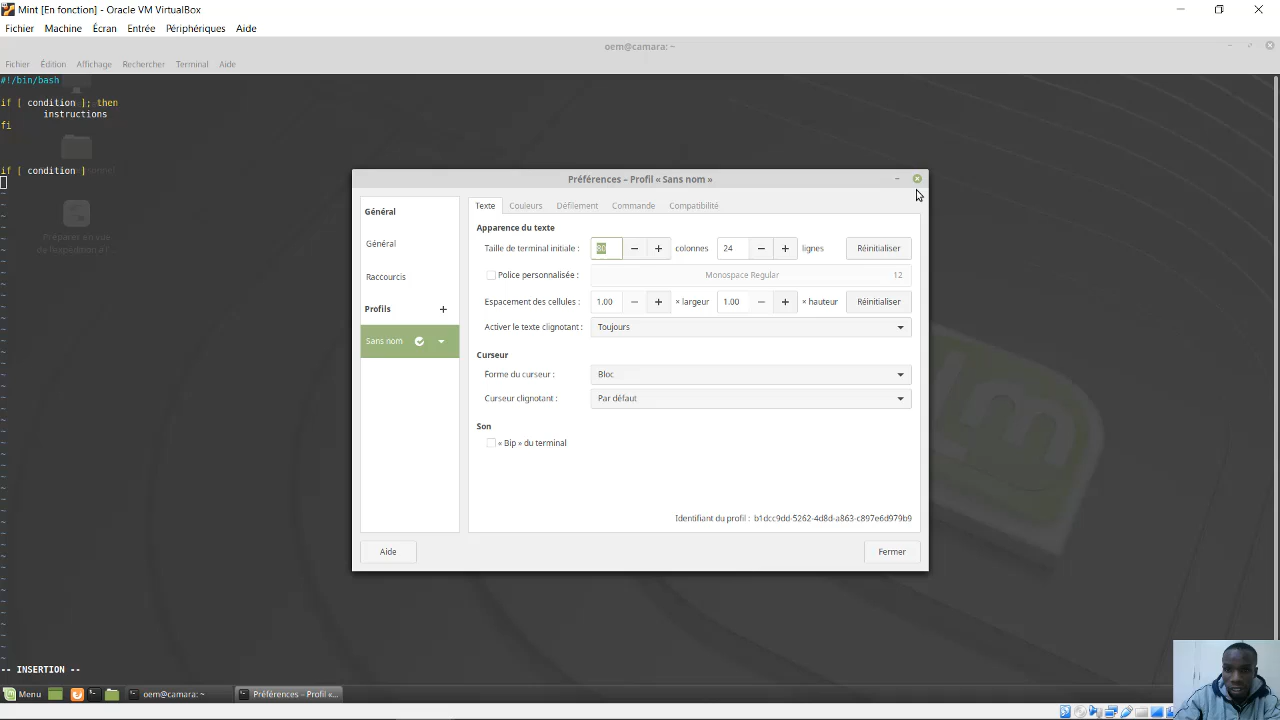 Mint [En fonction] - Oracle VM VirtualBox
Fichier Machine Écran Entrée Périphériques Aide
oem@camara: ~
Fichier Édition Affichage Rechercher Terminal Aide
#!/bin/bash
if [ condition ]; then
instructions
fi
if [ condition ]
Préparer en vue
-- INSERTION --
Préférences – Profil « Sans nom »
Général
Général
Raccourcis
Profils +
Sans nom
Texte Couleurs Défilement Commande Compatibilité
Apparence du texte
Taille de terminal initiale : 80 − + colonnes 24 − + lignes Réinitialiser
Police personnalisée : Monospace Regular 12
Espacement des cellules : 1.00 − + × largeur 1.00 − + × hauteur Réinitialiser
Activer le texte clignotant : Toujours
Curseur
Forme du curseur : Bloc
Curseur clignotant : Par défaut
Son
« Bip » du terminal
Identifiant du profil : b1dcc9dd-5262-4d8d-a863-c897e6d979b9
Aide Fermer
Menu oem@camara: ~ Préférences – Profil «...